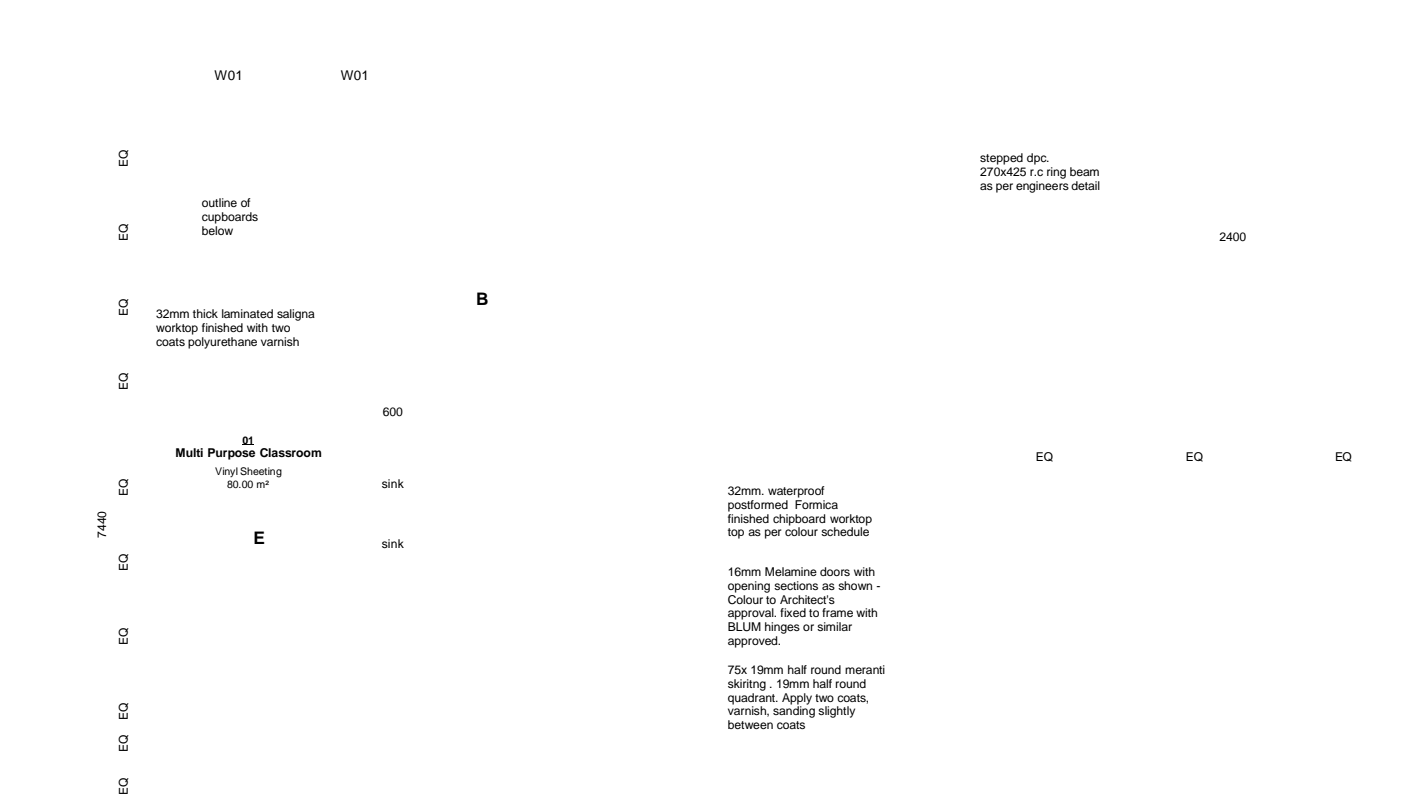 W01
W01
EQ
EQ
EQ
EQ
EQ
7440
EQ
EQ
EQ
EQ
EQ
outline of
cupboards
below
32mm thick laminated saligna
worktop finished with two
coats polyurethane varnish
B
600
01
Multi Purpose Classroom
Vinyl Sheeting
80.00 m²
sink
E
sink
stepped dpc.
270x425 r.c ring beam
as per engineers detail
2400
EQ
EQ
EQ
32mm. waterproof
postformed Formica
finished chipboard worktop
top as per colour schedule
16mm Melamine doors with
opening sections as shown -
Colour to Architect's
approval. fixed to frame with
BLUM hinges or similar
approved.
75x 19mm half round meranti
skiritng . 19mm half round
quadrant. Apply two coats,
varnish, sanding slightly
between coats